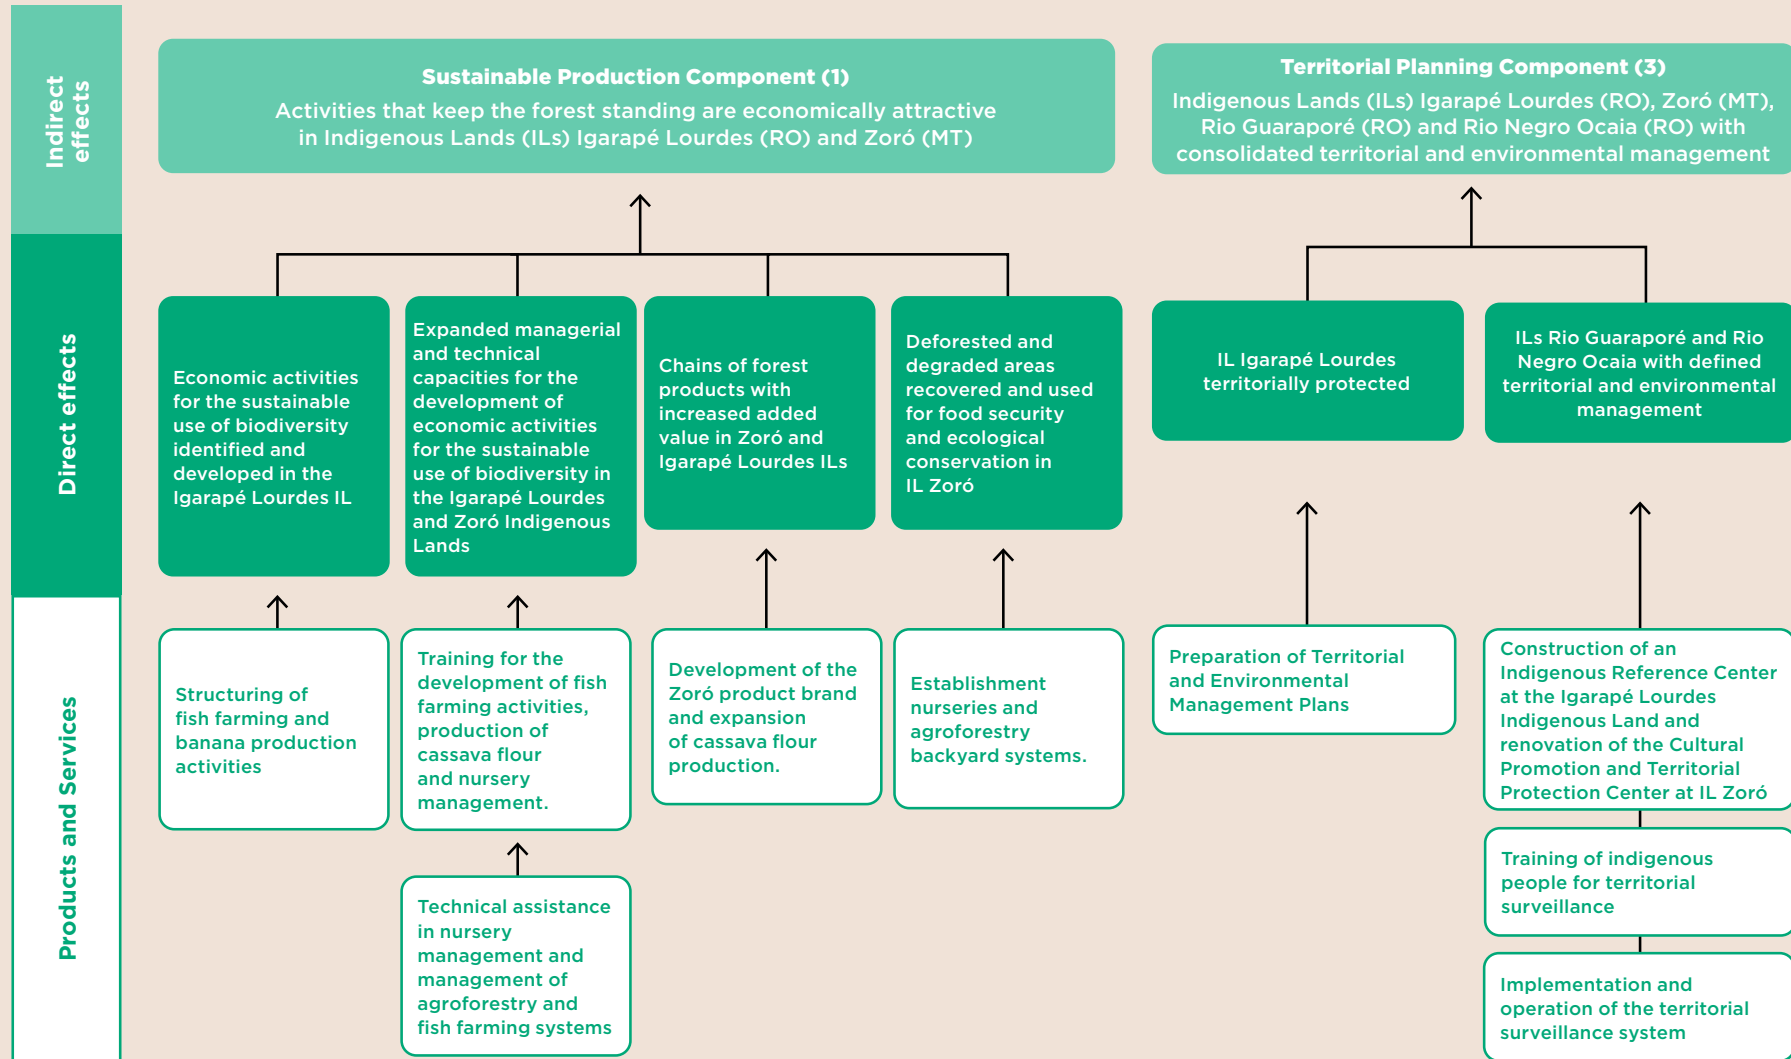 Indirect
effects
Sustainable Production Component (1)
Activities that keep the forest standing are economically attractive
in Indigenous Lands (ILs) Igarapé Lourdes (RO) and Zoró (MT)
Territorial Planning Component (3)
Indigenous Lands (ILs) Igarapé Lourdes (RO), Zoró (MT),
Rio Guaraporé (RO) and Rio Negro Ocaia (RO) with
consolidated territorial and environmental management
Direct effects
Economic activities
for the sustainable
use of biodiversity
identified and
developed in the
Igarapé Lourdes IL
Expanded managerial
and technical
capacities for the
development of
economic activities
for the sustainable
use of biodiversity in
the Igarapé Lourdes
and Zoró Indigenous
Lands
Chains of forest
products with
increased added
value in Zoró and
Igarapé Lourdes ILs
Deforested and
degraded areas
recovered and used
for food security
and ecological
conservation in
IL Zoró
IL Igarapé Lourdes
territorially protected
ILs Rio Guaraporé and Rio
Negro Ocaia with defined
territorial and environmental
management
Products and Services
Structuring of
fish farming and
banana production
activities
Training for the
development of fish
farming activities,
production of
cassava flour
and nursery
management.
Technical assistance
in nursery
management and
management of
agroforestry and
fish farming systems
Development of the
Zoró product brand
and expansion
of cassava flour
production.
Establishment
nurseries and
agroforestry
backyard systems.
Preparation of Territorial
and Environmental
Management Plans
Construction of an
Indigenous Reference Center
at the Igarapé Lourdes
Indigenous Land and
renovation of the Cultural
Promotion and Territorial
Protection Center at IL Zoró
Training of indigenous
people for territorial
surveillance
Implementation and
operation of the territorial
surveillance system